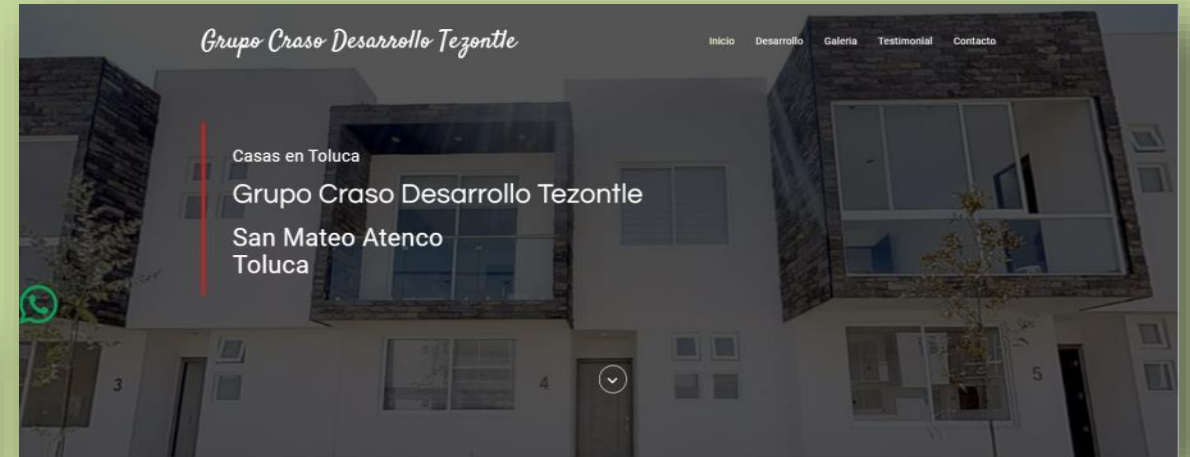 Grupo Craso Desarrollo Tezontle
Inicio Desarrollo Galeria Testimonial Contacto
Casas en Toluca
Grupo Craso Desarrollo Tezontle
San Mateo Atenco
Toluca
3
4
5